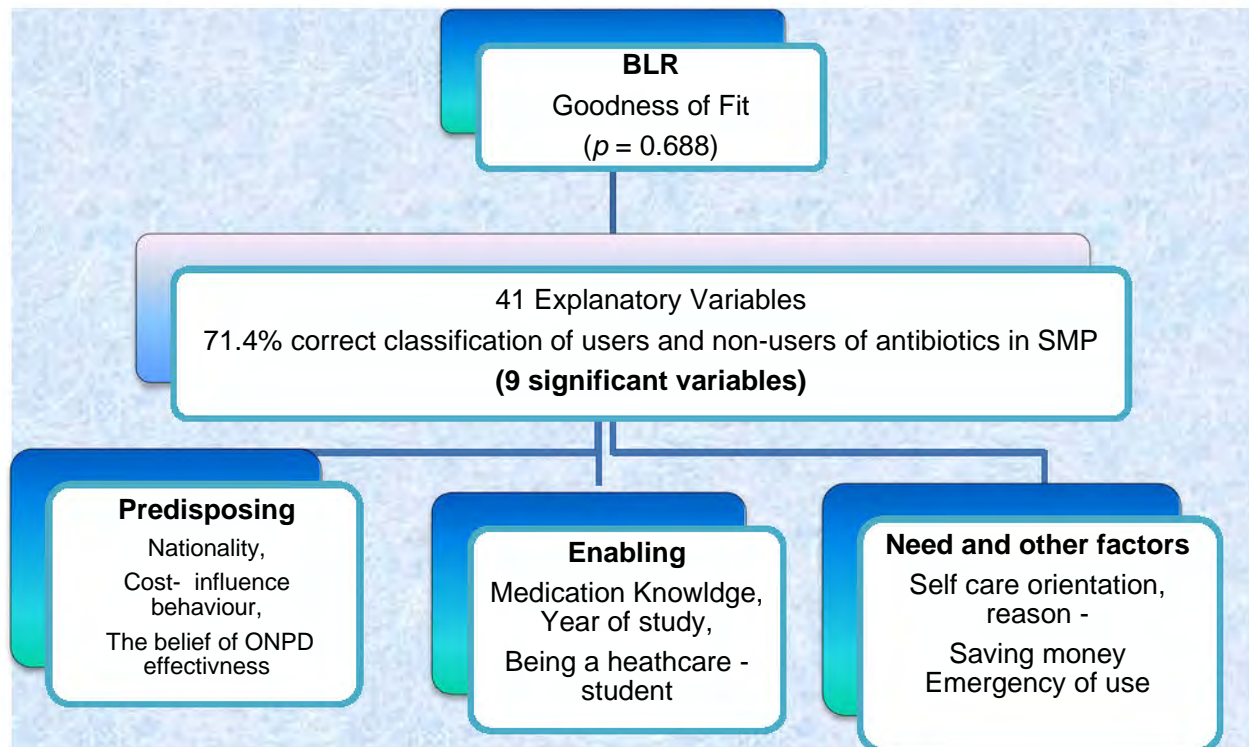 BLR
Goodness of Fit
(p = 0.688)
41 Explanatory Variables
71.4% correct classification of users and non-users of antibiotics in SMP
(9 significant variables)
Predisposing
Nationality,
Cost- influence
behaviour,
The belief of ONPD
effectivness
Enabling
Medication Knowldge,
Year of study,
Being a heathcare -
student
Need and other factors
Self care orientation,
reason -
Saving money
Emergency of use